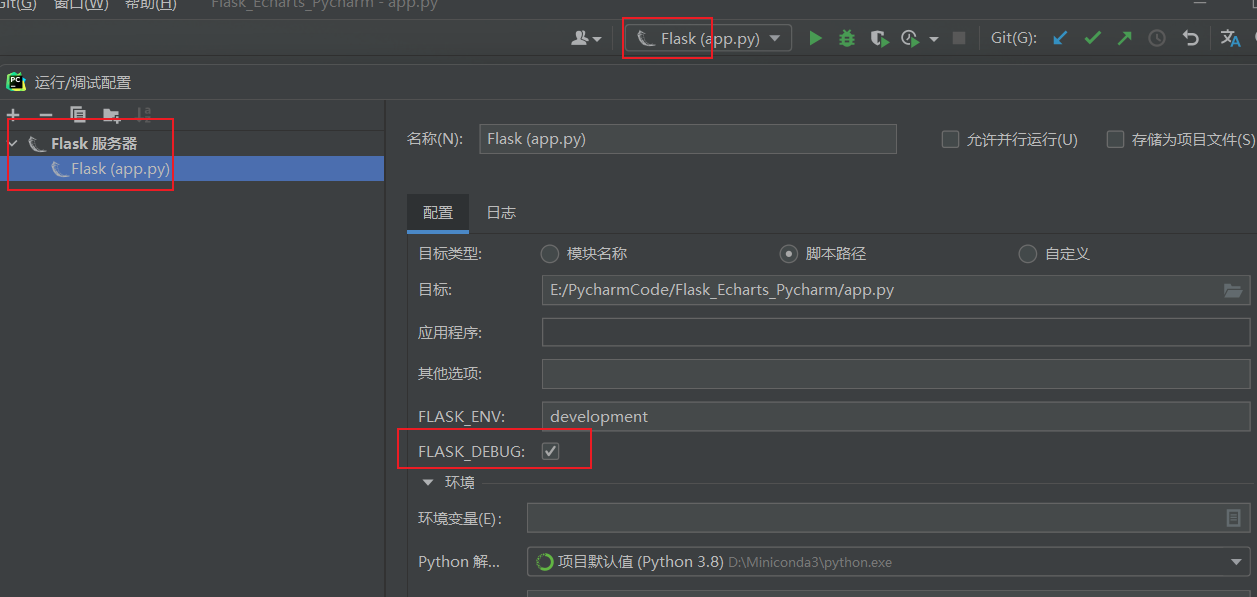 Git(G) 窗口(W) 帮助(H) Flask_Echarts_Pycharm - app.py
Flask (app.py) Git(G):
PC 运行/调试配置
Flask 服务器
Flask (app.py)
名称(N): Flask (app.py) 允许并行运行(U) 存储为项目文件(S)
配置 日志
目标类型: 模块名称 脚本路径 自定义
目标: E:/PycharmCode/Flask_Echarts_Pycharm/app.py
应用程序:
其他选项:
FLASK_ENV: development
FLASK_DEBUG:
环境
环境变量(E):
Python 解... 项目默认值 (Python 3.8) D:\Miniconda3\python.exe